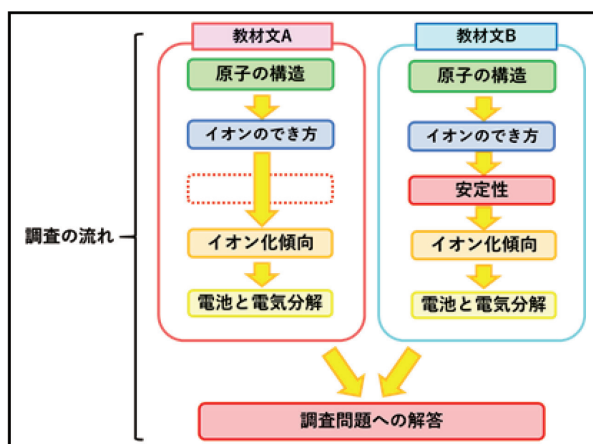 教材文A
原子の構造
イオンのでき方
イオン化傾向
電池と電気分解
教材文B
原子の構造
イオンのでき方
安定性
イオン化傾向
電池と電気分解
調査の流れ
調査問題への解答